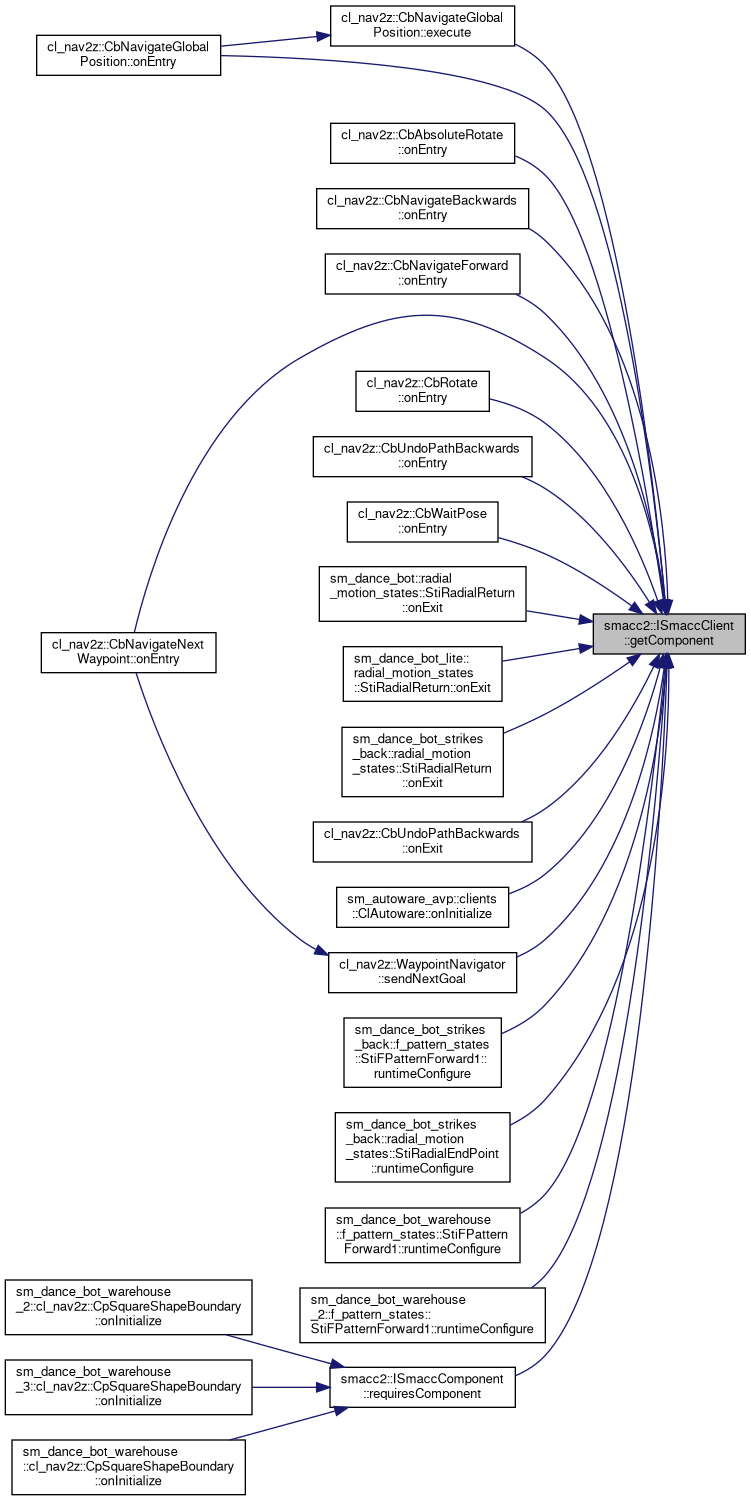 cl_nav2z::CbNavigateGlobal
Position::execute
cl_nav2z::CbNavigateGlobal
Position::onEntry
cl_nav2z::CbAbsoluteRotate
::onEntry
cl_nav2z::CbNavigateBackwards
::onEntry
cl_nav2z::CbNavigateForward
::onEntry
cl_nav2z::CbRotate
::onEntry
cl_nav2z::CbUndoPathBackwards
::onEntry
cl_nav2z::CbWaitPose
::onEntry
sm_dance_bot::radial
_motion_states::StiRadialReturn
::onExit
smacc2::ISmaccClient
::getComponent
cl_nav2z::CbNavigateNext
Waypoint::onEntry
sm_dance_bot_lite::
radial_motion_states
::StiRadialReturn::onExit
sm_dance_bot_strikes
_back::radial_motion
_states::StiRadialReturn
::onExit
cl_nav2z::CbUndoPathBackwards
::onExit
sm_autoware_avp::clients
::ClAutoware::onInitialize
cl_nav2z::WaypointNavigator
::sendNextGoal
sm_dance_bot_strikes
_back::f_pattern_states
::StiFPatternForward1::
runtimeConfigure
sm_dance_bot_strikes
_back::radial_motion
_states::StiRadialEndPoint
::runtimeConfigure
sm_dance_bot_warehouse
::f_pattern_states::StiFPattern
Forward1::runtimeConfigure
sm_dance_bot_warehouse
_2::f_pattern_states::
StiFPatternForward1::runtimeConfigure
sm_dance_bot_warehouse
_2::cl_nav2z::CpSquareShapeBoundary
::onInitialize
smacc2::ISmaccComponent
::requiresComponent
sm_dance_bot_warehouse
_3::cl_nav2z::CpSquareShapeBoundary
::onInitialize
sm_dance_bot_warehouse
::cl_nav2z::CpSquareShapeBoundary
::onInitialize